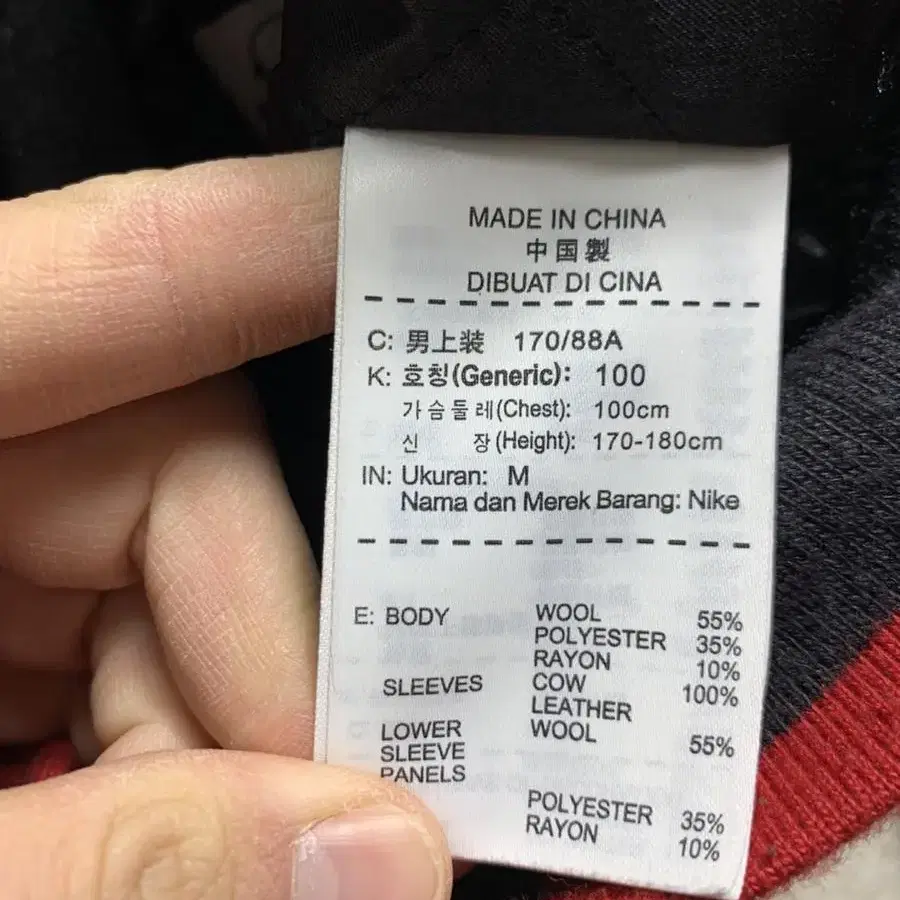 MADE IN CHINA
中国製
DIBUAT DI CINA
C: 男上装 170/88A
K: 호칭(Generic): 100
가슴둘레(Chest): 100cm
신 장(Height): 170-180cm
IN: Ukuran: M
Nama dan Merek Barang: Nike
E: BODY WOOL 55%
POLYESTER 35%
RAYON 10%
SLEEVES COW 100%
LEATHER
LOWER WOOL 55%
SLEEVE
PANELS
POLYESTER 35%
RAYON 10%